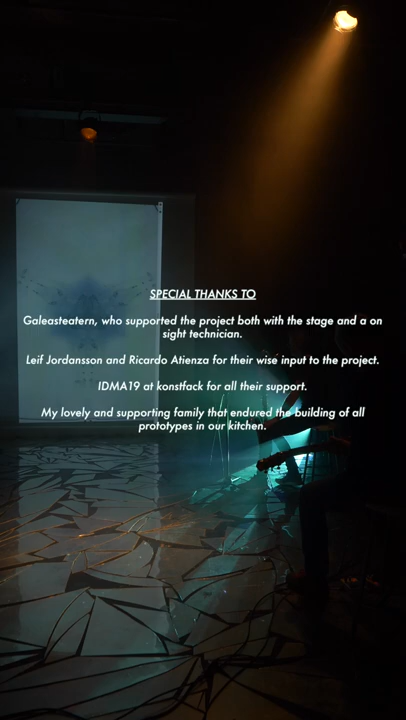 SPECIAL THANKS TO
Galeasteatern, who supported the project both with the stage and a on
sight technician.
Leif Jordansson and Ricardo Atienza for their wise input to the project.
IDMA19 at konstfack for all their support.
My lovely and supporting family that endured the building of all
prototypes in our kitchen.